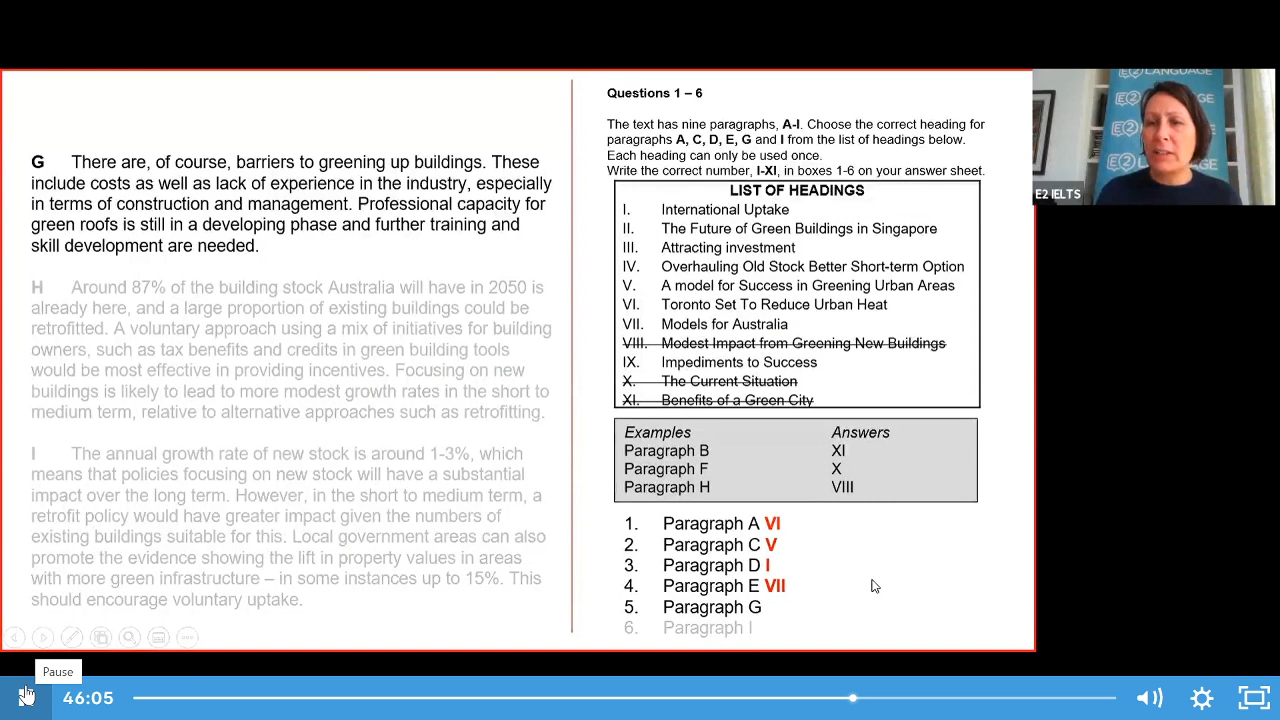 G There are, of course, barriers to greening up buildings. These
include costs as well as lack of experience in the industry, especially
in terms of construction and management. Professional capacity for
green roofs is still in a developing phase and further training and
skill development are needed.
H Around 87% of the building stock Australia will have in 2050 is
already here, and a large proportion of existing buildings could be
retrofitted. A voluntary approach using a mix of initiatives for building
owners, such as tax benefits and credits in green building tools
would be most effective in providing incentives. Focusing on new
buildings is likely to lead to more modest growth rates in the short to
medium term, relative to alternative approaches such as retrofitting.
I The annual growth rate of new stock is around 1-3%, which
means that policies focusing on new stock will have a substantial
impact over the long term. However, in the short to medium term, a
retrofit policy would have greater impact given the numbers of
existing buildings suitable for this. Local government areas can also
promote the evidence showing the lift in property values in areas
with more green infrastructure – in some instances up to 15%. This
should encourage voluntary uptake.
Questions 1 – 6
The text has nine paragraphs, A-I. Choose the correct heading for
paragraphs A, C, D, E, G and I from the list of headings below.
Each heading can only be used once.
Write the correct number, I-XI, in boxes 1-6 on your answer sheet.
LIST OF HEADINGS
I. International Uptake
II. The Future of Green Buildings in Singapore
III. Attracting investment
IV. Overhauling Old Stock Better Short-term Option
V. A model for Success in Greening Urban Areas
VI. Toronto Set To Reduce Urban Heat
VII. Models for Australia
VIII. Modest Impact from Greening New Buildings
IX. Impediments to Success
X. The Current Situation
XI. Benefits of a Green City
Examples Answers
Paragraph B XI
Paragraph F X
Paragraph H VIII
1. Paragraph A VI
2. Paragraph C V
3. Paragraph D I
4. Paragraph E VII
5. Paragraph G
6. Paragraph I
E2 LANGUAGE
E2 IELTS
Pause
46:05